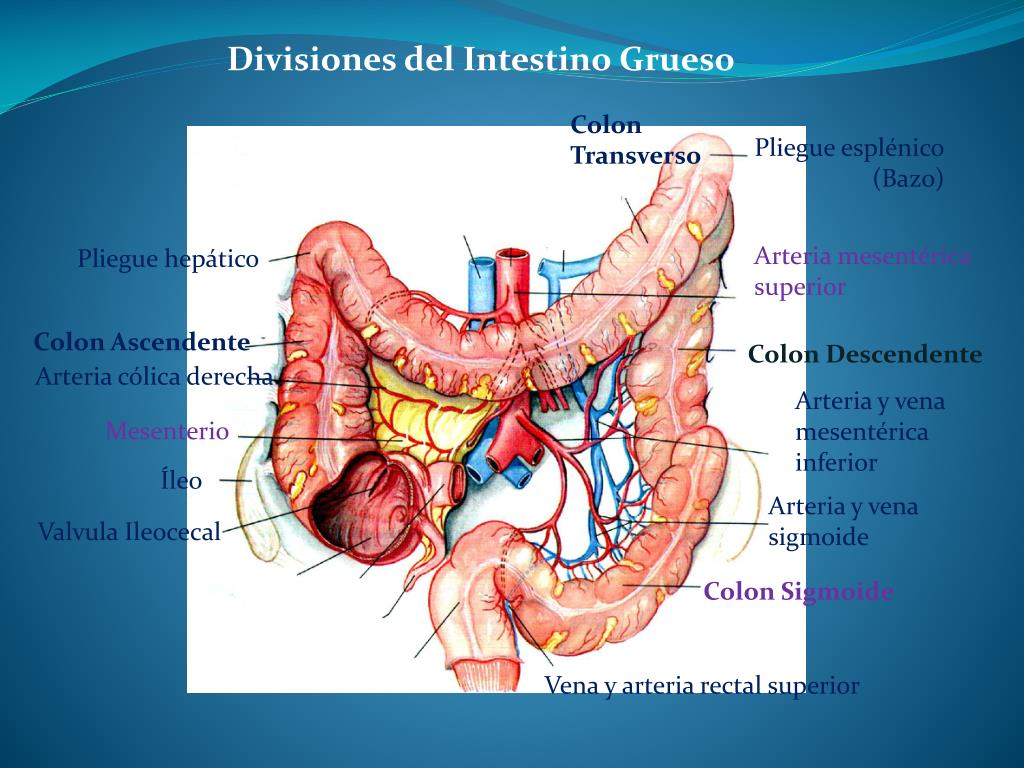 Divisiones del Intestino Grueso
Colon
Transverso
Pliegue esplénico
(Bazo)
Pliegue hepático
Arteria mesentérica
superior
Colon Ascendente
Colon Descendente
Arteria cólica derecha
Arteria y vena
mesentérica
inferior
Mesenterio
Íleo
Arteria y vena
sigmoide
Valvula Ileocecal
Colon Sigmoide
Vena y arteria rectal superior